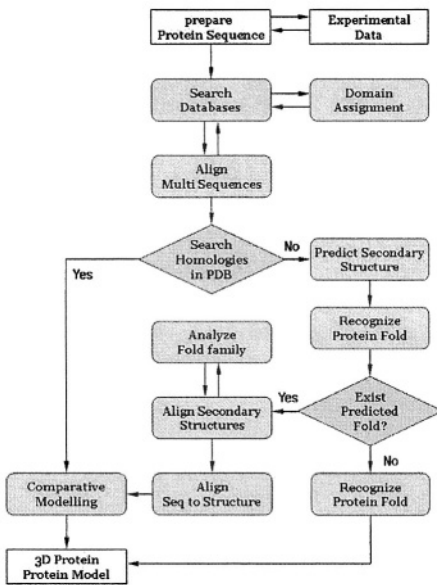 prepare
Protein Sequence
Experimental
Data
Search
Databases
Domain
Assignment
Align
Multi Sequences
Search
Homologies
in PDB
No
Yes
Predict Secondary
Structure
Recognize
Protein Fold
Analyze
Fold family
Exist
Predicted
Fold?
Yes
Align Secondary
Structures
No
Comparative
Modelling
Align
Seq to Structure
Recognize
Protein Fold
3D Protein
Protein Model